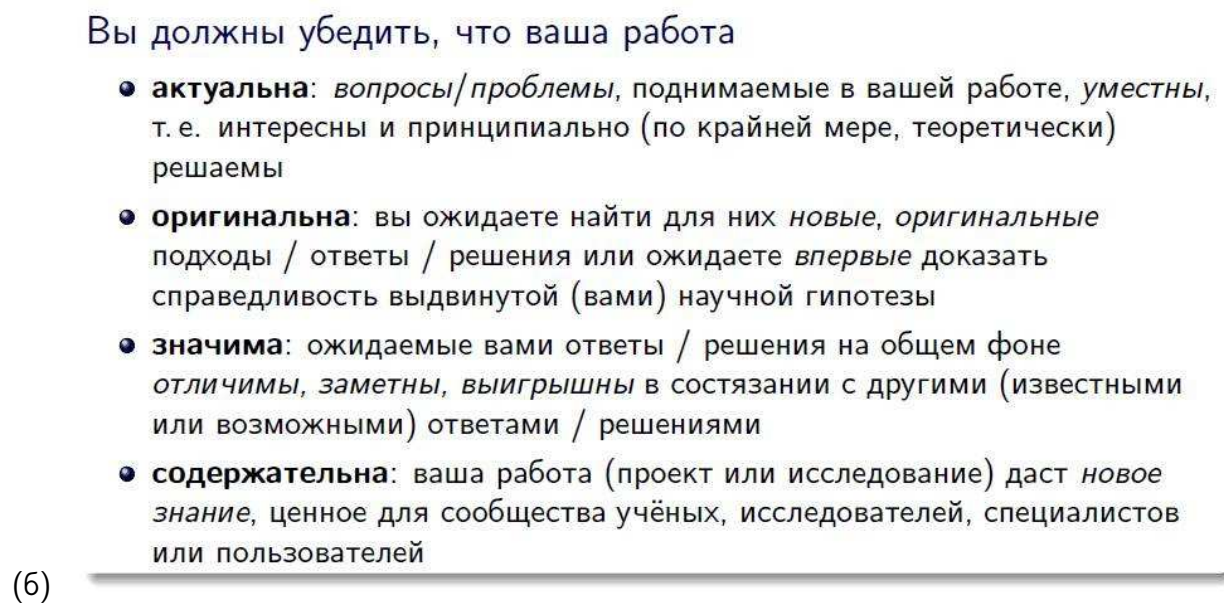 Вы должны убедить, что ваша работа
• актуальна: вопросы/проблемы, поднимаемые в вашей работе, уместны,
т. е. интересны и принципиально (по крайней мере, теоретически)
решаемы
• оригинальна: вы ожидаете найти для них новые, оригинальные
подходы / ответы / решения или ожидаете впервые доказать
справедливость выдвинутой (вами) научной гипотезы
• значима: ожидаемые вами ответы / решения на общем фоне
отличимы, заметны, выигрышны в состязании с другими (известными
или возможными) ответами / решениями
• содержательна: ваша работа (проект или исследование) даст новое
знание, ценное для сообщества учёных, исследователей, специалистов
или пользователей
(б)